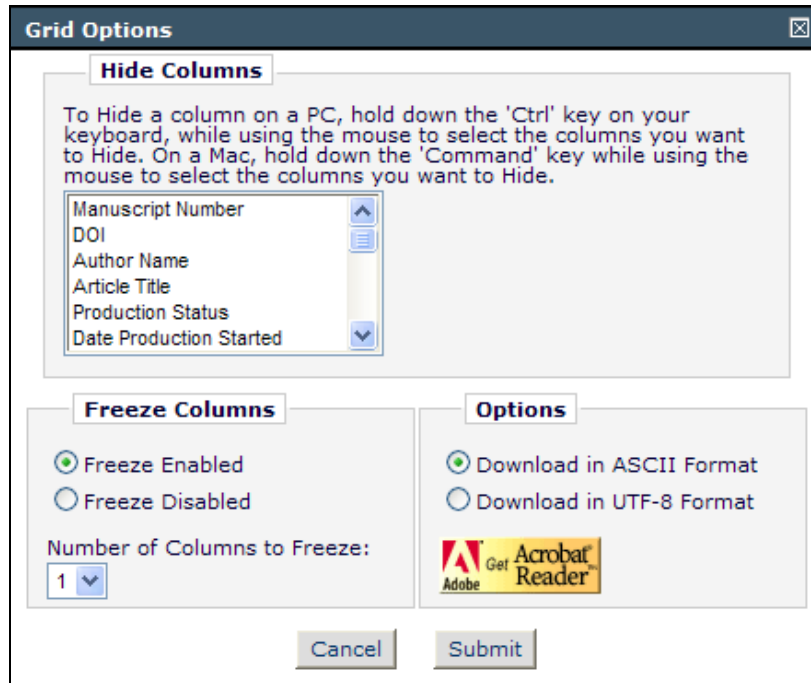 Grid Options
Hide Columns
To Hide a column on a PC, hold down the 'Ctrl' key on your
keyboard, while using the mouse to select the columns you want
to Hide. On a Mac, hold down the 'Command' key while using the
mouse to select the columns you want to Hide.
Manuscript Number
DOI
Author Name
Article Title
Production Status
Date Production Started
Freeze Columns
Freeze Enabled
Freeze Disabled
Number of Columns to Freeze:
1
Options
Download in ASCII Format
Download in UTF-8 Format
Adobe
Get Acrobat
Reader
Cancel
Submit